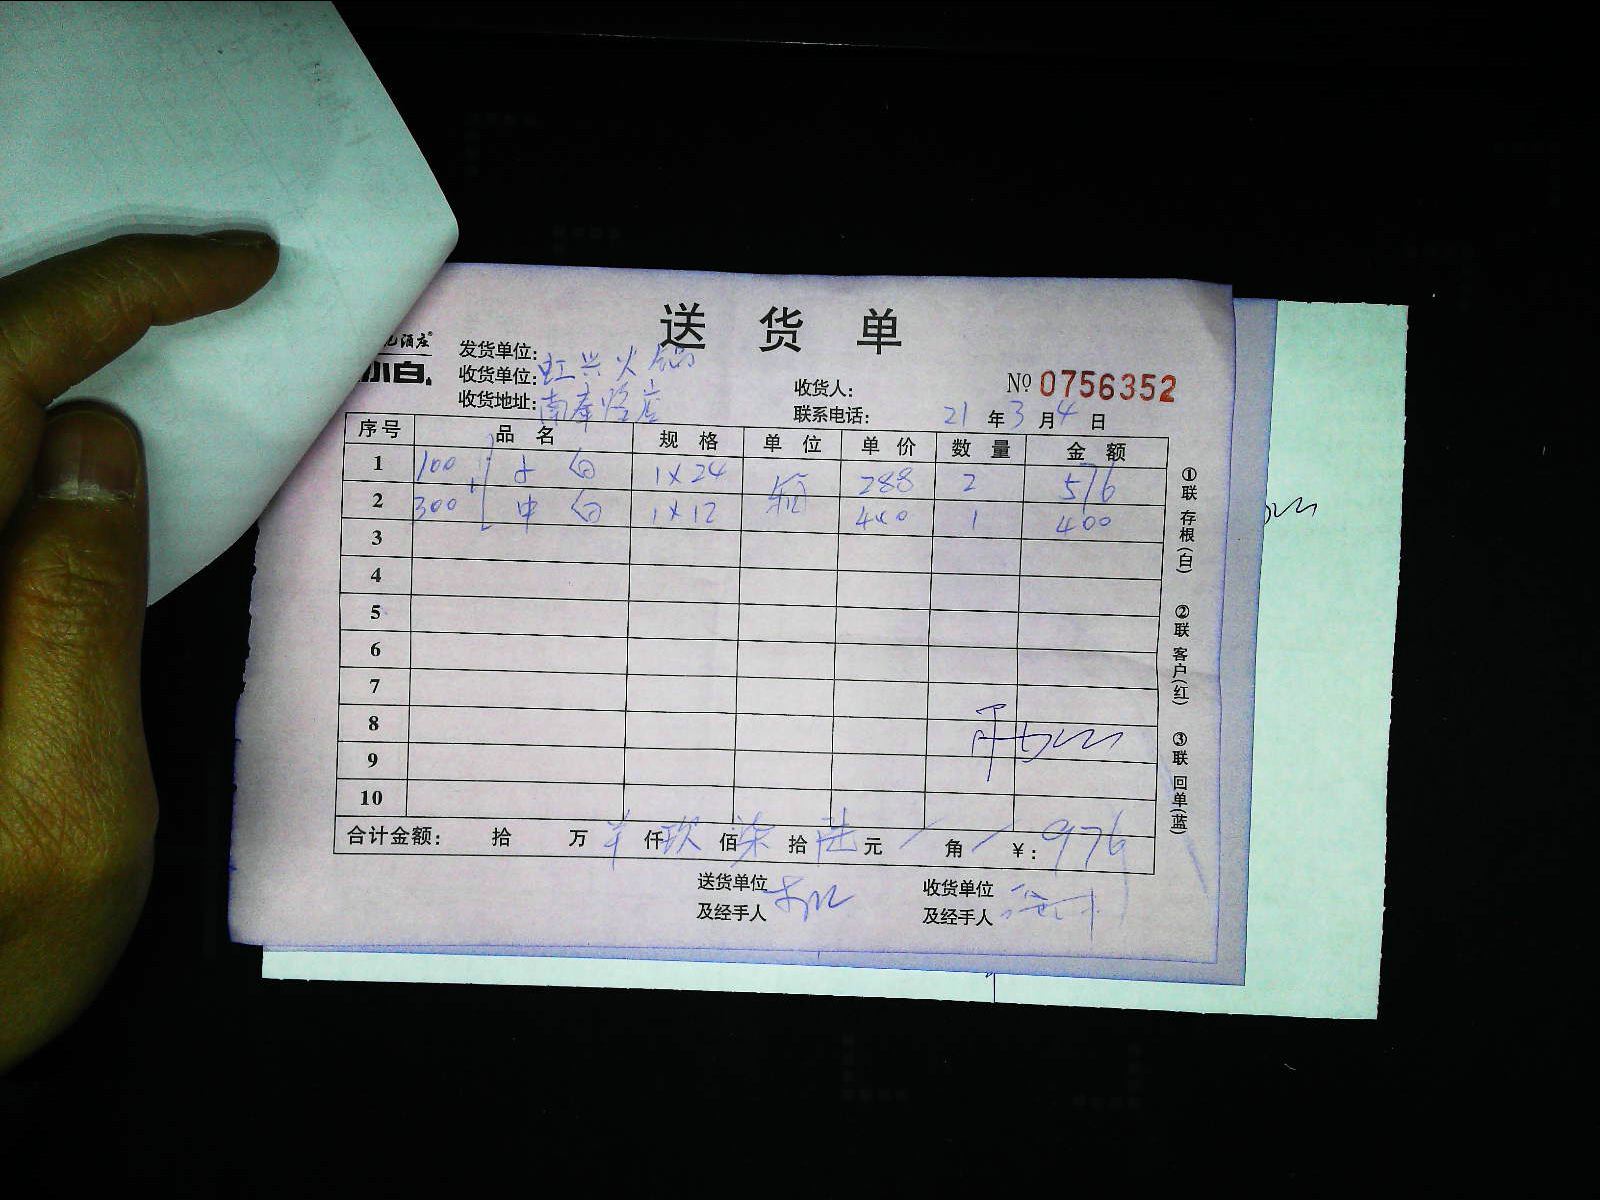 送 货 单
酒庄®
小白.
发货单位:
收货单位: 虹兴火锅
收货地址: 南奉路店
收货人:
联系电话:
№ 0756352
21 年 3 月 4 日
序号 品名 规格 单位 单价 数量 金额
1 100 小白 1×24 箱 288 2 576
2 300 中白 1×12 400 1 400
3
4
5
6
7
8
9
10
合计金额: 拾 万 仟 玖 佰 柒 拾 陆 元 / 角 / ¥: 976
送货单位
及经手人
收货单位
及经手人
①联 存根(白) ②联 客户(红) ③联 回单(蓝)